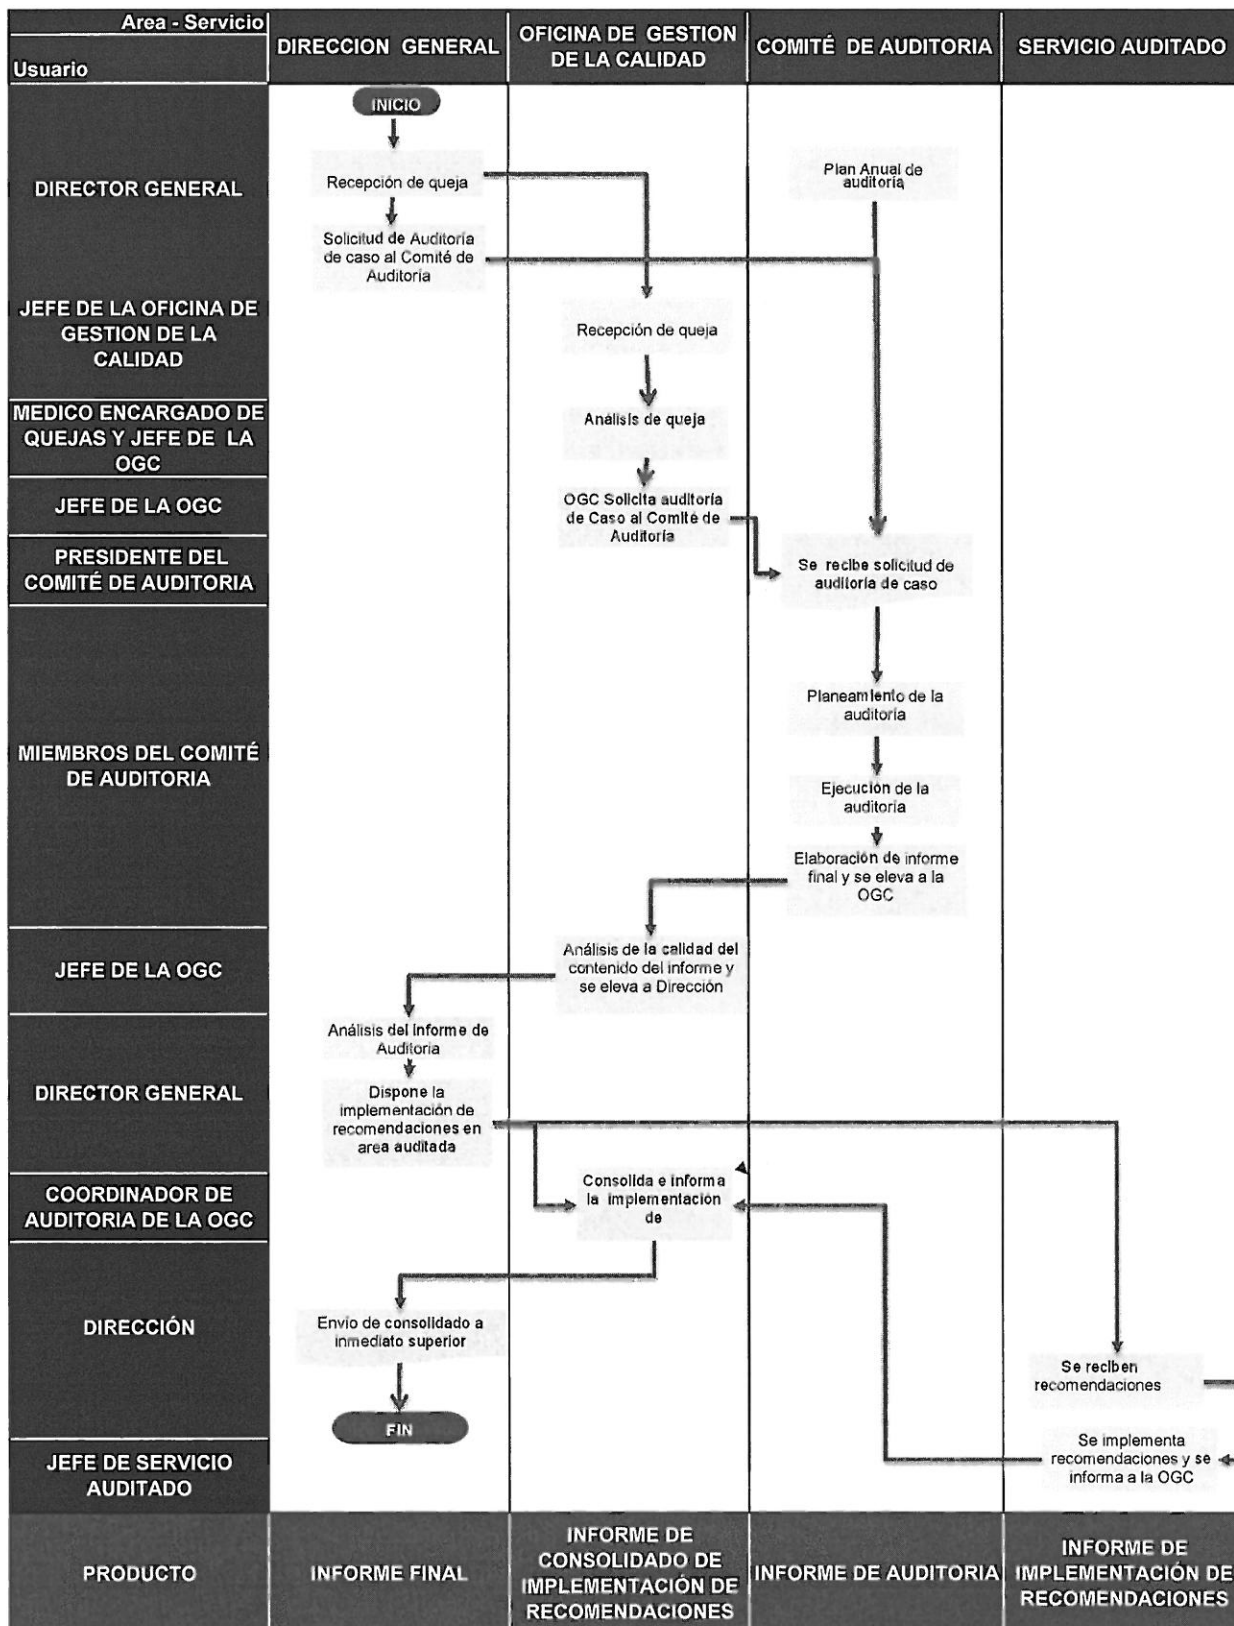 Area - Servicio
Usuario
DIRECCION GENERAL
OFICINA DE GESTION
DE LA CALIDAD
COMITÉ DE AUDITORIA
SERVICIO AUDITADO
DIRECTOR GENERAL
INICIO
Recepción de queja
Solicitud de Auditoría
de caso al Comité de
Auditoría
Plan Anual de
auditoría
JEFE DE LA OFICINA DE
GESTION DE LA
CALIDAD
Recepción de queja
MEDICO ENCARGADO DE
QUEJAS Y JEFE DE LA
OGC
Análisis de queja
JEFE DE LA OGC
OGC Solicita auditoría
de Caso al Comité de
Auditoría
PRESIDENTE DEL
COMITÉ DE AUDITORIA
Se recibe solicitud de
auditoria de caso
MIEMBROS DEL COMITÉ
DE AUDITORIA
Planeamiento de la
auditoría
Ejecución de la
auditoría
Elaboración de informe
final y se eleva a la
OGC
JEFE DE LA OGC
Análisis de la calidad del
contenido del informe y
se eleva a Dirección
DIRECTOR GENERAL
Análisis del informe de
Auditoria
Dispone la
implementación de
recomendaciones en
area auditada
COORDINADOR DE
AUDITORIA DE LA OGC
Consolida e informa
la implementación
de
DIRECCIÓN
Envío de consolidado a
inmediato superior
FIN
Se reciben
recomendaciones
JEFE DE SERVICIO
AUDITADO
Se implementa
recomendaciones y se
informa a la OGC
PRODUCTO
INFORME FINAL
INFORME DE
CONSOLIDADO DE
IMPLEMENTACIÓN DE
RECOMENDACIONES
INFORME DE AUDITORIA
INFORME DE
IMPLEMENTACIÓN DE
RECOMENDACIONES